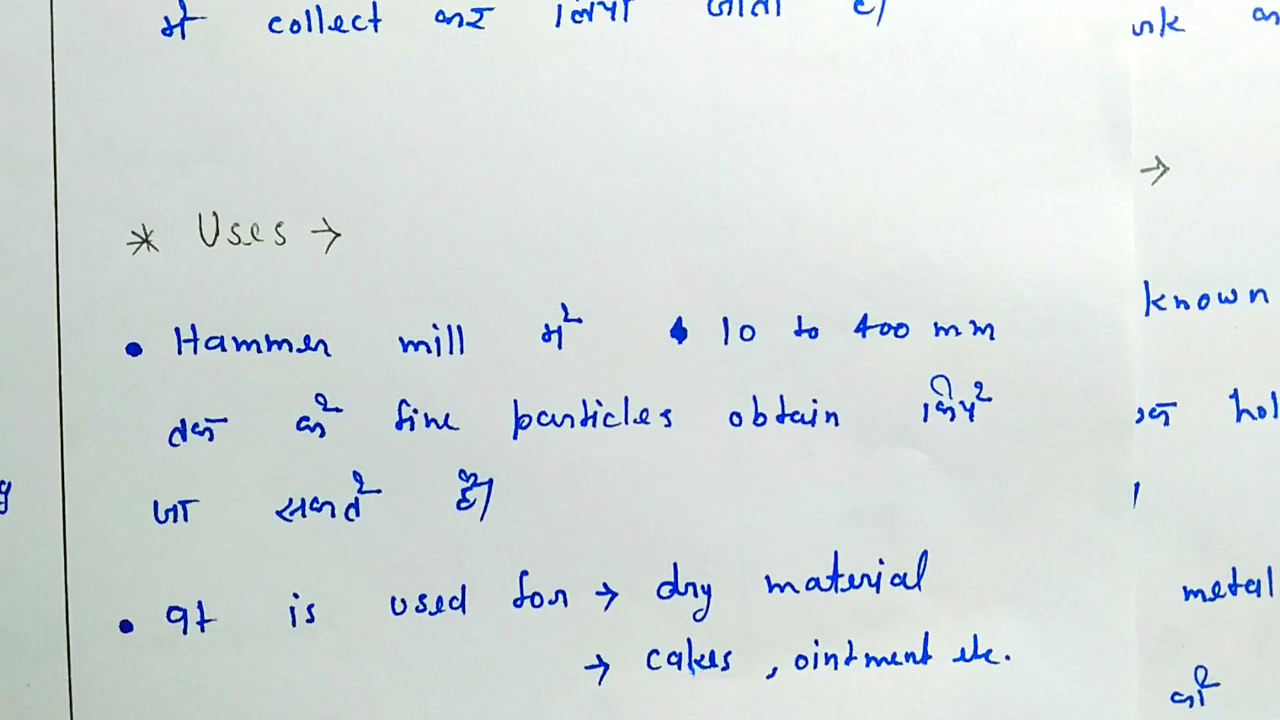 में collect कर लिया जाता है।
* Uses →
• Hammer mill से 10 to 400 mm
तक के fine particles obtain किये
जा सकते हैं।
• It is used for → dry material
→ cakes, ointment etc.
→
known
hol
metal